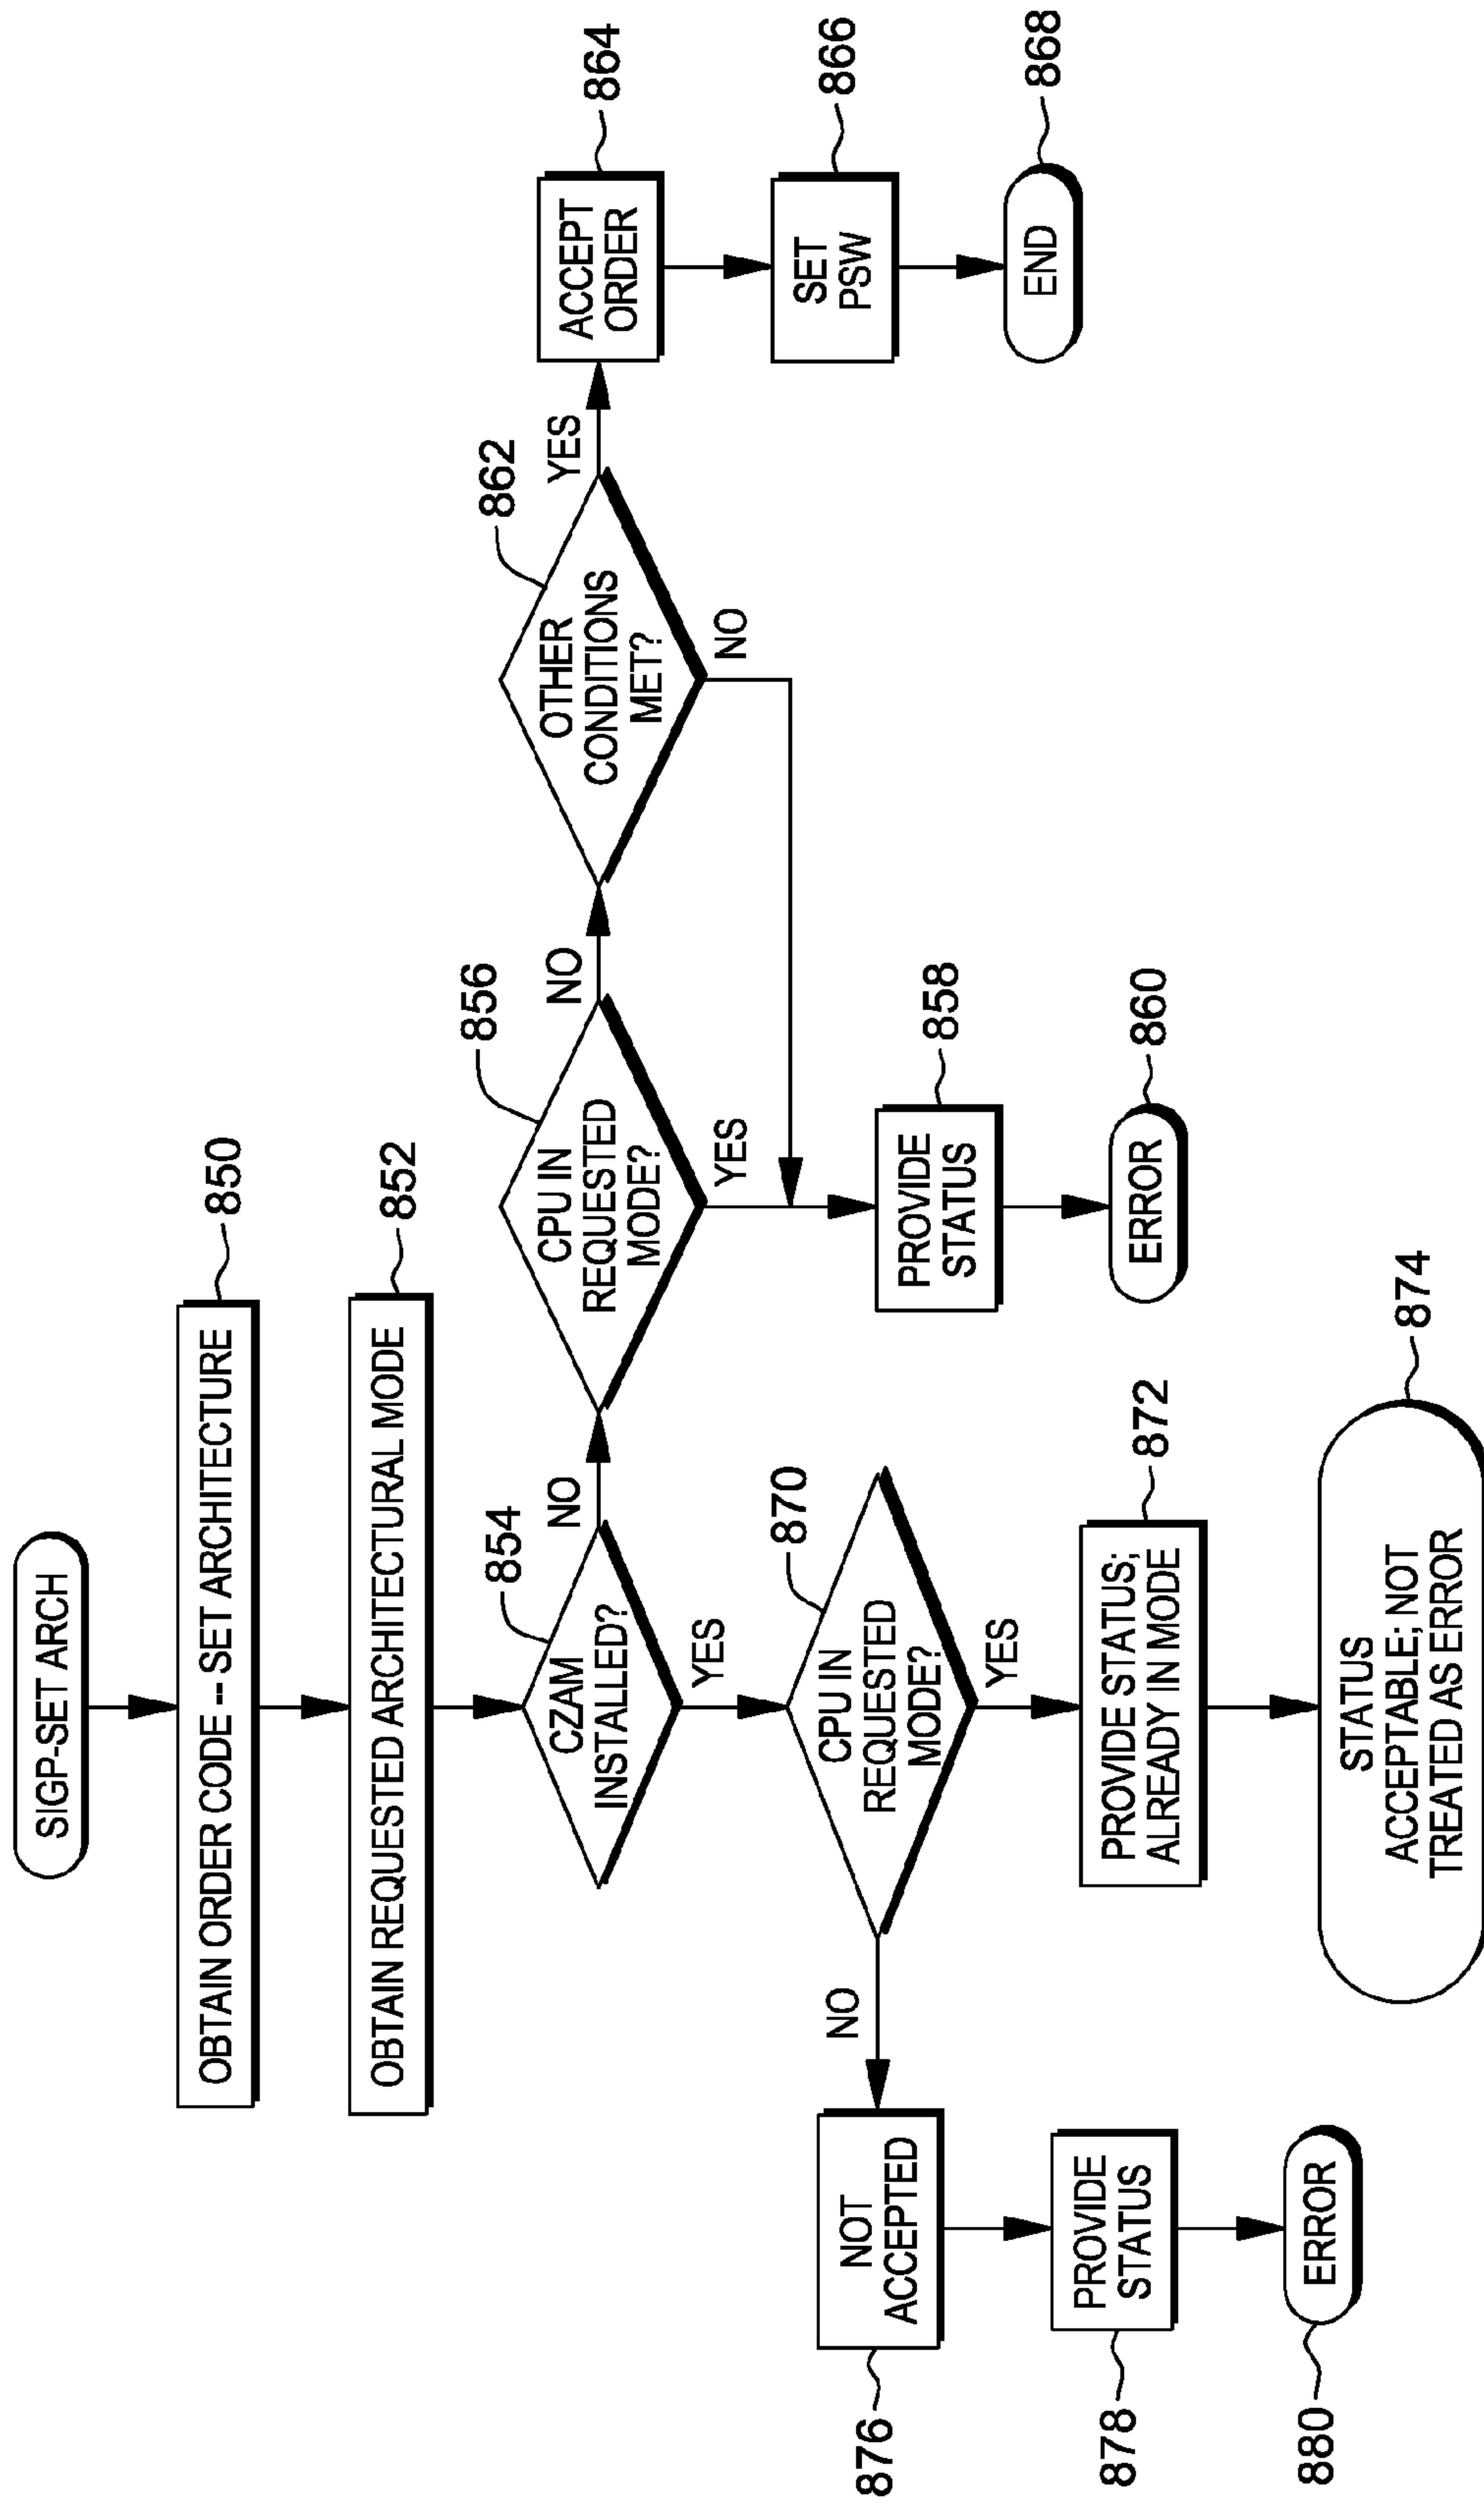 SIGP-SET ARCH
OBTAIN ORDER CODE -- SET ARCHITECTURE
850
OBTAIN REQUESTED ARCHITECTURAL MODE
852
CZAM
INSTALLED?
854
NO
YES
CPU IN
REQUESTED
MODE?
856
NO
YES
OTHER
CONDITIONS
MET?
862
YES
NO
ACCEPT
ORDER
864
SET
PSW
866
END
868
PROVIDE
STATUS
858
ERROR
860
CPU IN
REQUESTED
MODE?
870
NO
YES
PROVIDE STATUS;
ALREADY IN MODE
872
STATUS
ACCEPTABLE; NOT
TREATED AS ERROR
874
NOT
ACCEPTED
876
PROVIDE
STATUS
878
ERROR
880